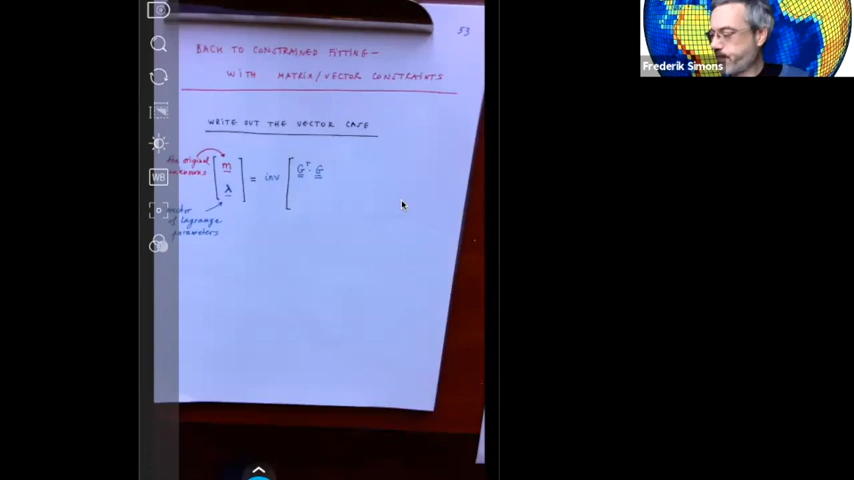 53
BACK TO CONSTRAINED FITTING —
WITH MATRIX/VECTOR CONSTRAINTS
WRITE OUT THE VECTOR CASE
the original
unknowns
m
λ
= inv [ G^T · G
vector
of Lagrange
parameters
WB
Frederik Simons